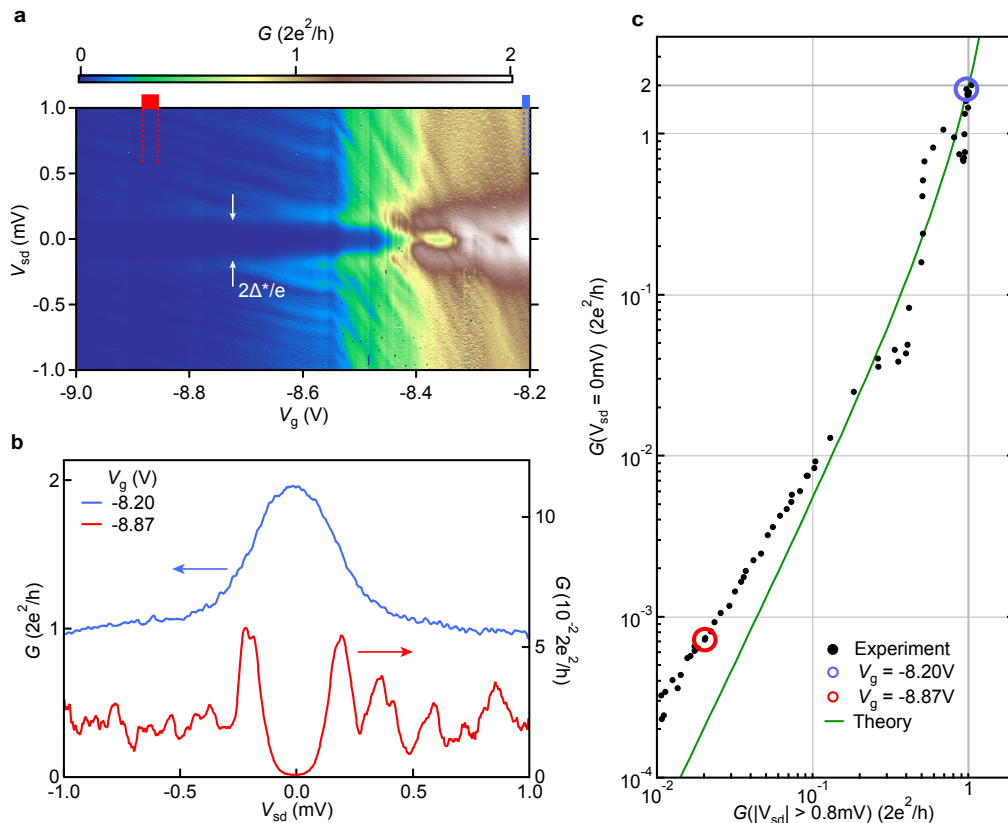 a
G (2e²/h)
0 1 2
V_sd (mV)
1.0
0.5
0.0
-0.5
-1.0
2Δ*/e
-9.0 -8.8 -8.6 -8.4 -8.2
V_g (V)
b
V_g (V)
-8.20
-8.87
G (2e²/h)
2
1
0
G (10⁻² 2e²/h)
10
5
0
-1.0 -0.5 0.0 0.5 1.0
V_sd (mV)
c
G(V_sd = 0mV) (2e²/h)
2
1
10⁻¹
10⁻²
10⁻³
10⁻⁴
Experiment
V_g = -8.20V
V_g = -8.87V
Theory
10⁻² 10⁻¹ 10⁰
G(|V_sd| > 0.8mV) (2e²/h)